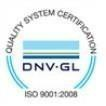 QUALITY SYSTEM CERTIFICATION
DNV·GL
ISO 9001:2008